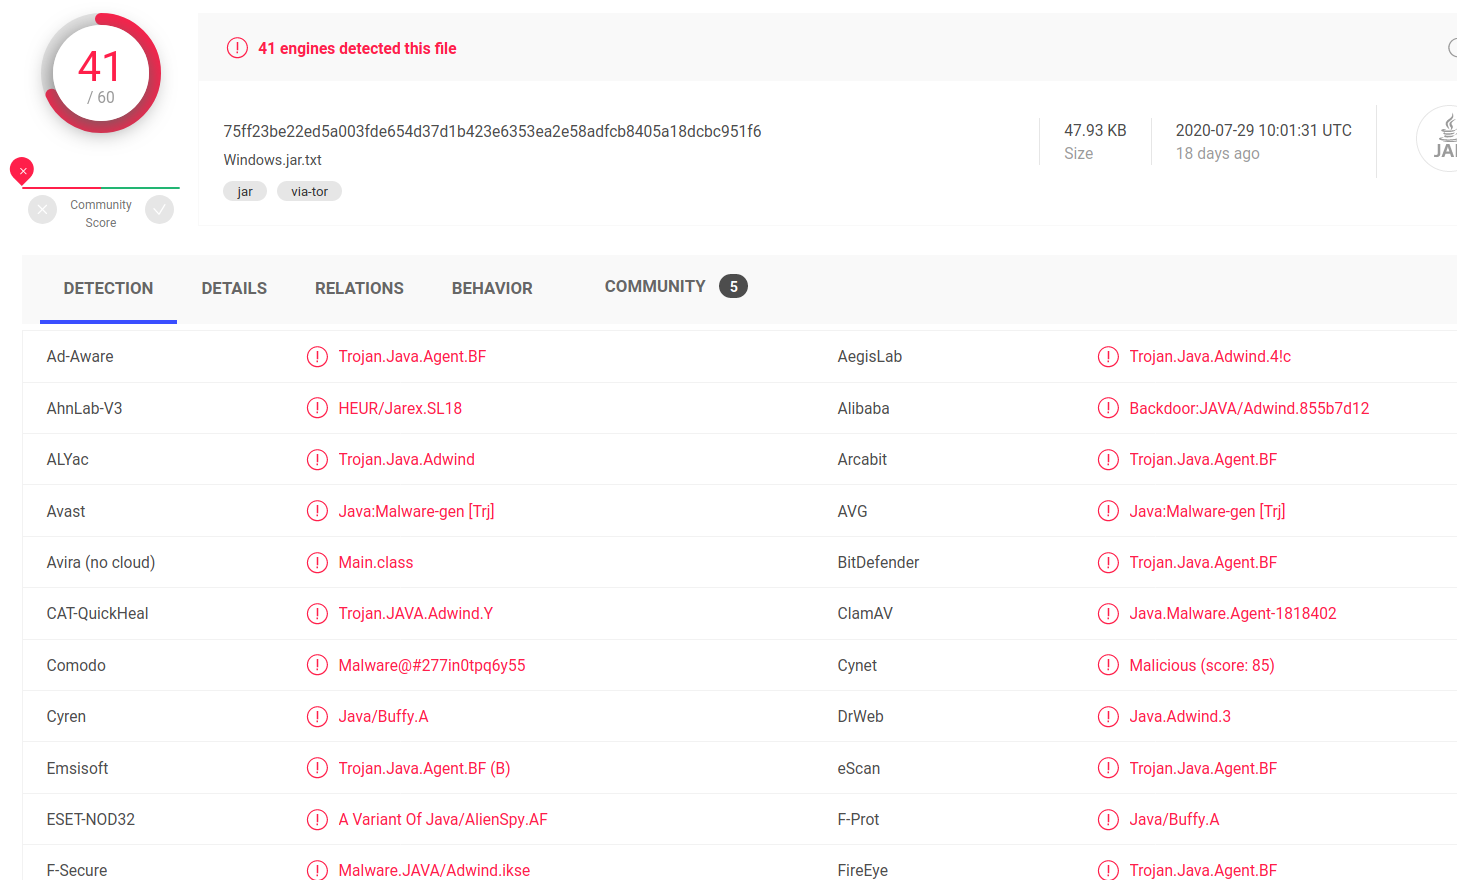 41
/ 60
Community
Score
41 engines detected this file
75ff23be22ed5a003fde654d37d1b423e6353ea2e58adfcb8405a18dcbc951f6
Windows.jar.txt
jar via-tor
47.93 KB
Size
2020-07-29 10:01:31 UTC
18 days ago
DETECTION DETAILS RELATIONS BEHAVIOR COMMUNITY 5
Ad-Aware Trojan.Java.Agent.BF AegisLab Trojan.Java.Adwind.4!c
AhnLab-V3 HEUR/Jarex.SL18 Alibaba Backdoor:JAVA/Adwind.855b7d12
ALYac Trojan.Java.Adwind Arcabit Trojan.Java.Agent.BF
Avast Java:Malware-gen [Trj] AVG Java:Malware-gen [Trj]
Avira (no cloud) Main.class BitDefender Trojan.Java.Agent.BF
CAT-QuickHeal Trojan.JAVA.Adwind.Y ClamAV Java.Malware.Agent-1818402
Comodo Malware@#277in0tpq6y55 Cynet Malicious (score: 85)
Cyren Java/Buffy.A DrWeb Java.Adwind.3
Emsisoft Trojan.Java.Agent.BF (B) eScan Trojan.Java.Agent.BF
ESET-NOD32 A Variant Of Java/AlienSpy.AF F-Prot Java/Buffy.A
F-Secure Malware.JAVA/Adwind.ikse FireEye Trojan.Java.Agent.BF